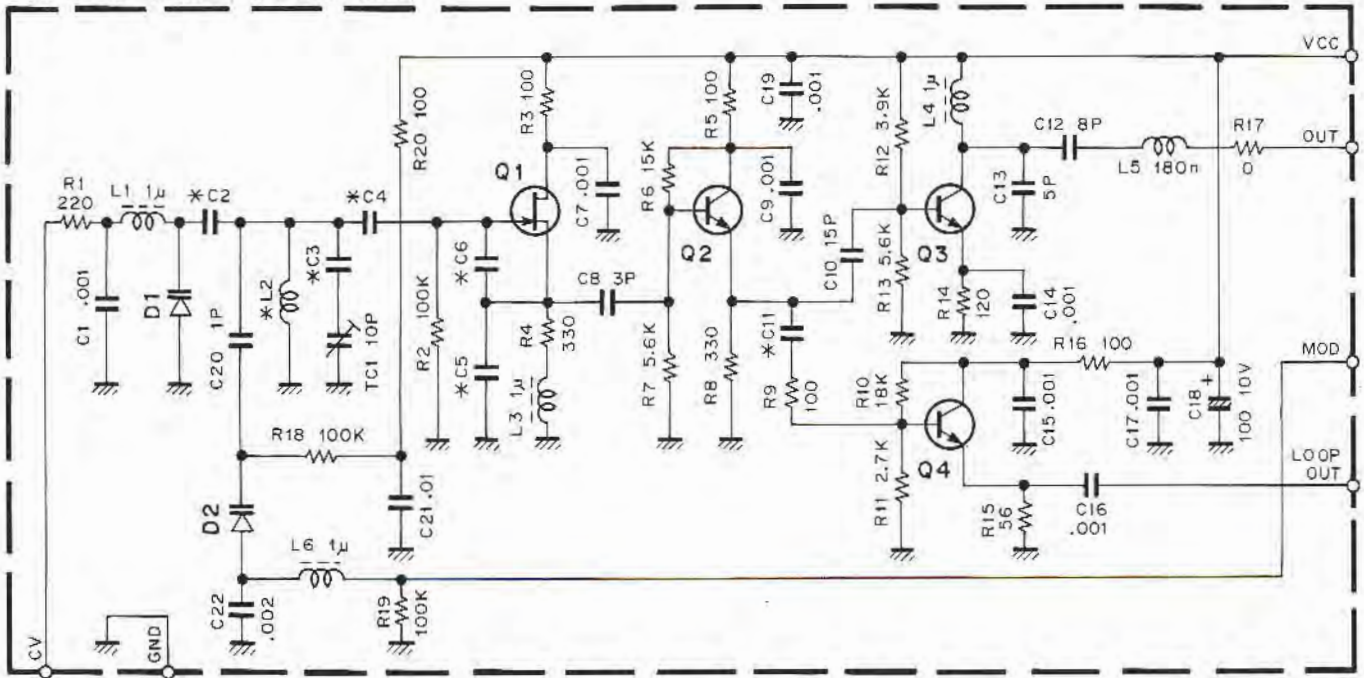 VCC
R3 100
R5 100
C19
.001
R20 100
R12 3.9K
L4 1µ
C12 8P
R17
OUT
R1
220
L1 1µ
*C2
*C4
Q1
C7 .001
R6 15K
C9 .001
Q3
C13
5P
L5 180n
0
C1 .001
D1
C20 1P
*L2
*C3
TC1 10P
R2 100K
*C6
C8 3P
Q2
C10 15P
R13 5.6K
R14
120
C14
.001
*C5
R4
330
L3 1µ
R7 5.6K
R8 330
*C11
R9
100
R10
18K
R16 100
MOD
C15 .001
C17 .001
C18 +
100 10V
R18 100K
Q4
R11 2.7K
LOOP
OUT
D2
C21 .01
R15
56
C16
.001
L6 1µ
C22
.002
R19
100K
CV
GND